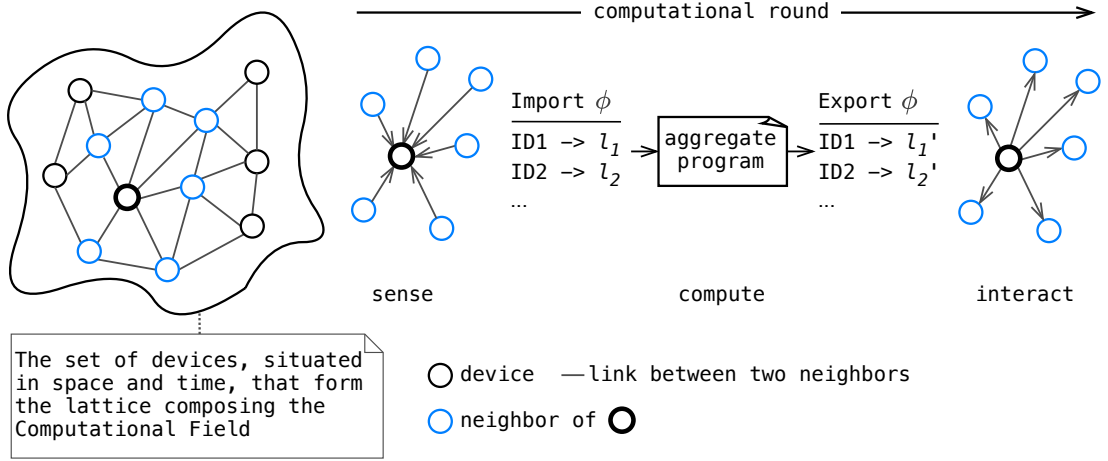 computational round
Import ϕ
ID1 -> l1
ID2 -> l2
...
aggregate
program
Export ϕ
ID1 -> l1'
ID2 -> l2'
...
sense
compute
interact
The set of devices, situated
in space and time, that form
the lattice composing the
Computational Field
device
link between two neighbors
neighbor of